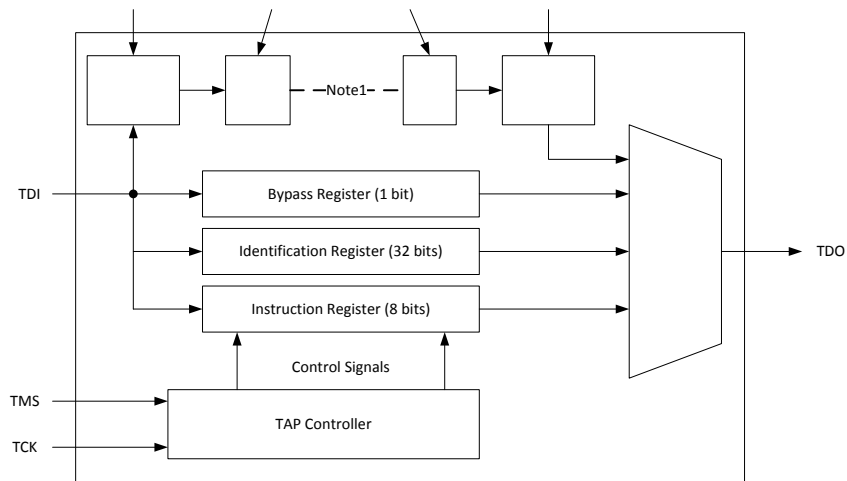 Note1
TDI
Bypass Register (1 bit)
Identification Register (32 bits)
TDO
Instruction Register (8 bits)
Control Signals
TMS
TAP Controller
TCK